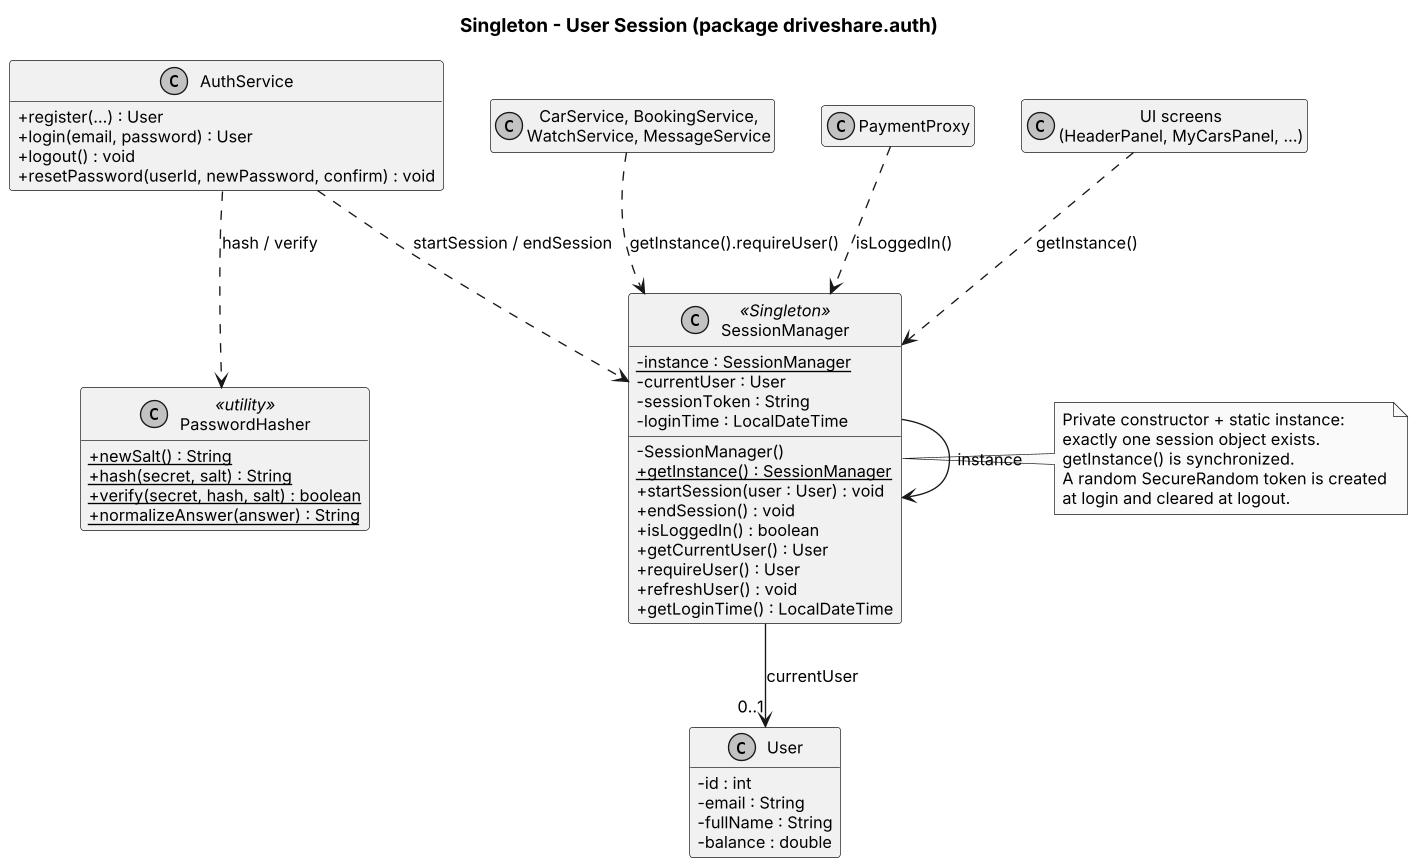 Singleton - User Session (package driveshare.auth)
C AuthService
+register(...) : User
+login(email, password) : User
+logout() : void
+resetPassword(userId, newPassword, confirm) : void
C CarService, BookingService,
WatchService, MessageService
C PaymentProxy
C UI screens
(HeaderPanel, MyCarsPanel, ...)
hash / verify
startSession / endSession
getInstance().requireUser()
isLoggedIn()
getInstance()
C «utility»
PasswordHasher
+newSalt() : String
+hash(secret, salt) : String
+verify(secret, hash, salt) : boolean
+normalizeAnswer(answer) : String
C «Singleton»
SessionManager
-instance : SessionManager
-currentUser : User
-sessionToken : String
-loginTime : LocalDateTime
-SessionManager()
+getInstance() : SessionManager
+startSession(user : User) : void
+endSession() : void
+isLoggedIn() : boolean
+getCurrentUser() : User
+requireUser() : User
+refreshUser() : void
+getLoginTime() : LocalDateTime
instance
Private constructor + static instance:
exactly one session object exists.
getInstance() is synchronized.
A random SecureRandom token is created
at login and cleared at logout.
currentUser
0..1
C User
-id : int
-email : String
-fullName : String
-balance : double